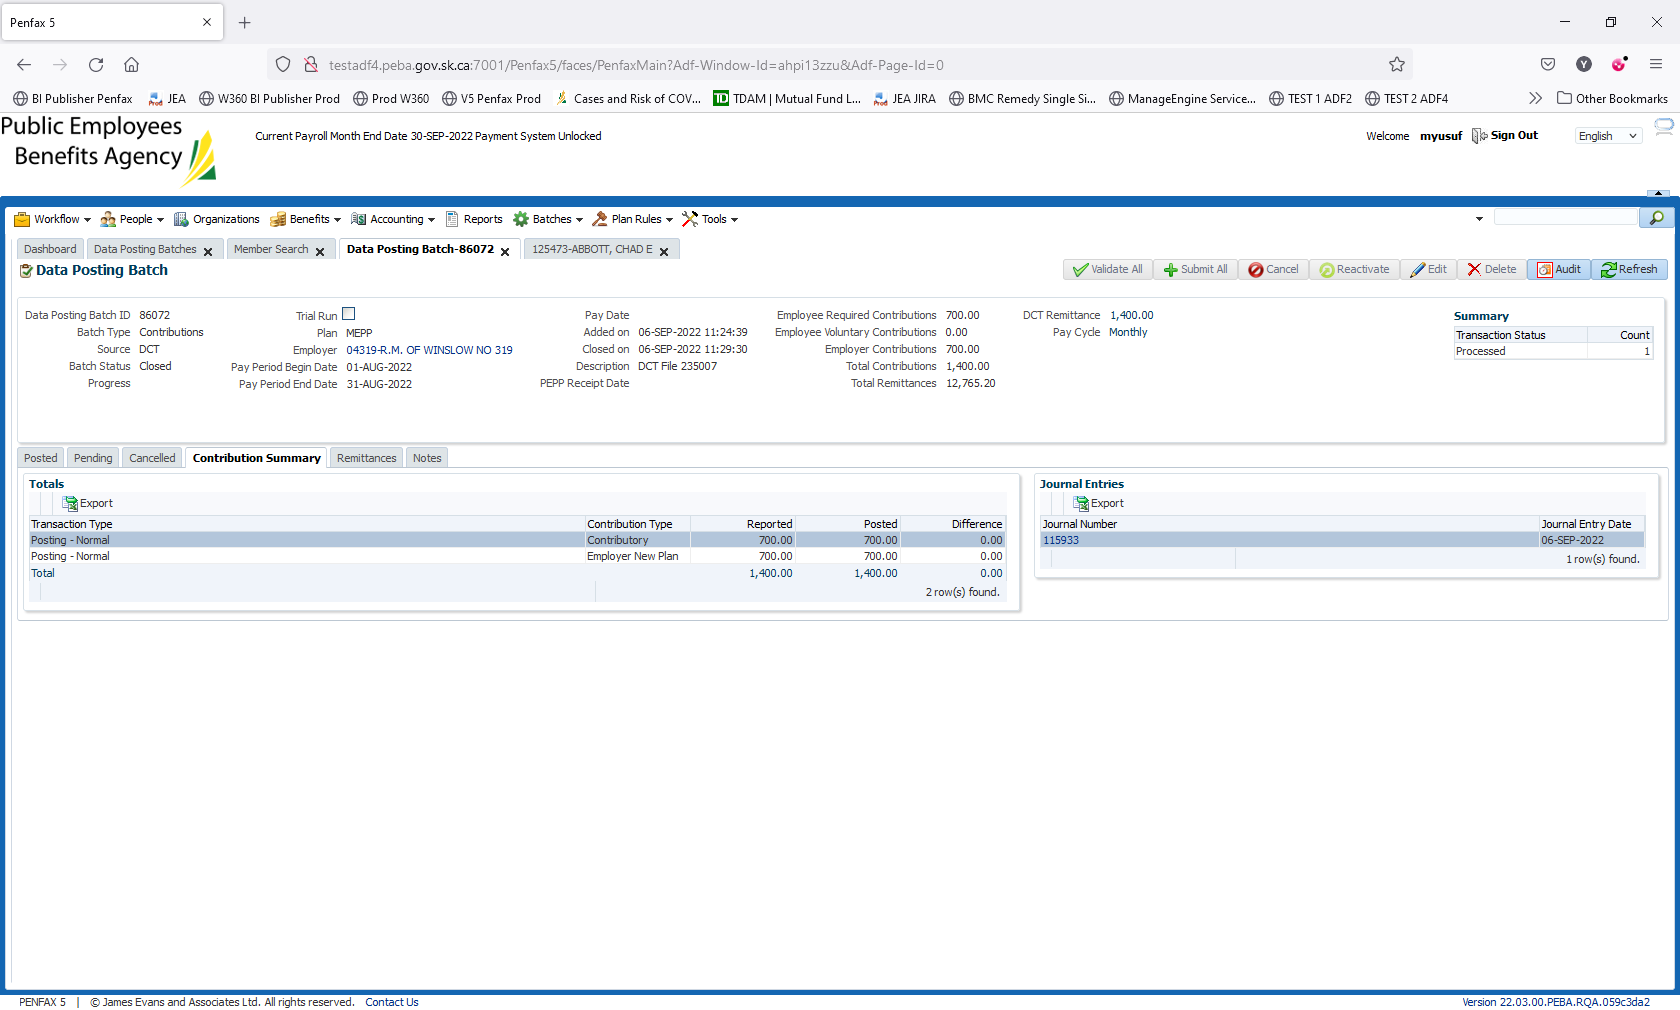 Penfax 5
testadf4.peba.gov.sk.ca:7001/Penfax5/faces/PenfaxMain?Adf-Window-Id=ahpi13zzu&Adf-Page-Id=0
BI Publisher Penfax JEA W360 BI Publisher Prod Prod W360 V5 Penfax Prod Cases and Risk of COV... TD TDAM | Mutual Fund L... JEA JIRA BMC Remedy Single Si... ManageEngine Service... TEST 1 ADF2 TEST 2 ADF4 Other Bookmarks
Public Employees
Benefits Agency
Current Payroll Month End Date 30-SEP-2022 Payment System Unlocked
Welcome myusuf Sign Out English
Workflow People Organizations Benefits Accounting Reports Batches Plan Rules Tools
Dashboard Data Posting Batches Member Search Data Posting Batch-86072 125473-ABBOTT, CHAD E
Data Posting Batch
Validate All Submit All Cancel Reactivate Edit Delete Audit Refresh
Data Posting Batch ID 86072
Batch Type Contributions
Source DCT
Batch Status Closed
Progress
Trial Run
Plan MEPP
Employer 04319-R.M. OF WINSLOW NO 319
Pay Period Begin Date 01-AUG-2022
Pay Period End Date 31-AUG-2022
Pay Date
Added on 06-SEP-2022 11:24:39
Closed on 06-SEP-2022 11:29:30
Description DCT File 235007
PEPP Receipt Date
Employee Required Contributions 700.00
Employee Voluntary Contributions 0.00
Employer Contributions 700.00
Total Contributions 1,400.00
Total Remittances 12,765.20
DCT Remittance 1,400.00
Pay Cycle Monthly
Summary
Transaction Status Count
Processed 1
Posted Pending Cancelled Contribution Summary Remittances Notes
Totals
Export
Transaction Type Contribution Type Reported Posted Difference
Posting - Normal Contributory 700.00 700.00 0.00
Posting - Normal Employer New Plan 700.00 700.00 0.00
Total 1,400.00 1,400.00 0.00
2 row(s) found.
Journal Entries
Export
Journal Number Journal Entry Date
115933 06-SEP-2022
1 row(s) found.
PENFAX 5 | © James Evans and Associates Ltd. All rights reserved. Contact Us
Version 22.03.00.PEBA.RQA.059c3da2